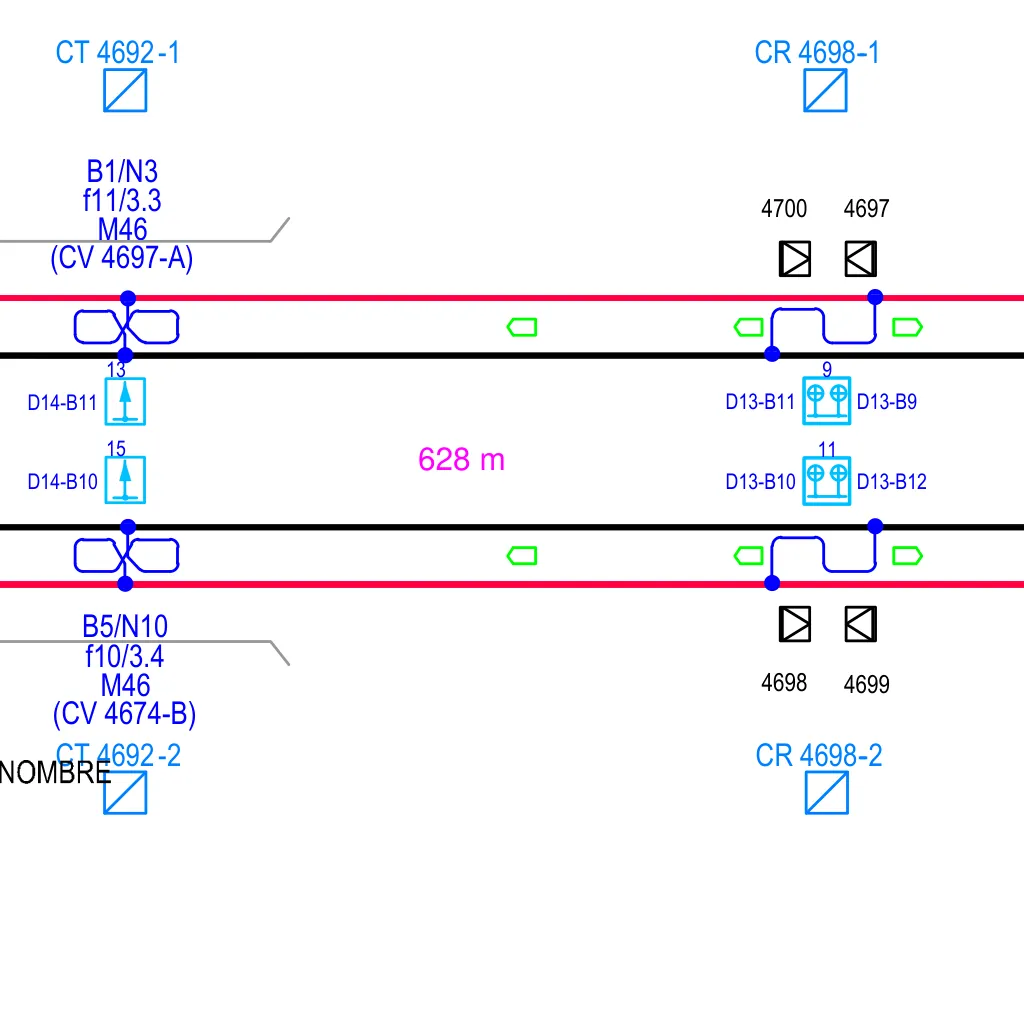 CT 4692-1
CR 4698-1
B1/N3
f11/3.3
M46
(CV 4697-A)
4700
4697
13
D14-B11
9
D13-B11
D13-B9
15
D14-B10
628 m
11
D13-B10
D13-B12
B5/N10
f10/3.4
M46
(CV 4674-B)
4698
4699
CT 4692-2
CR 4698-2
NOMBRE